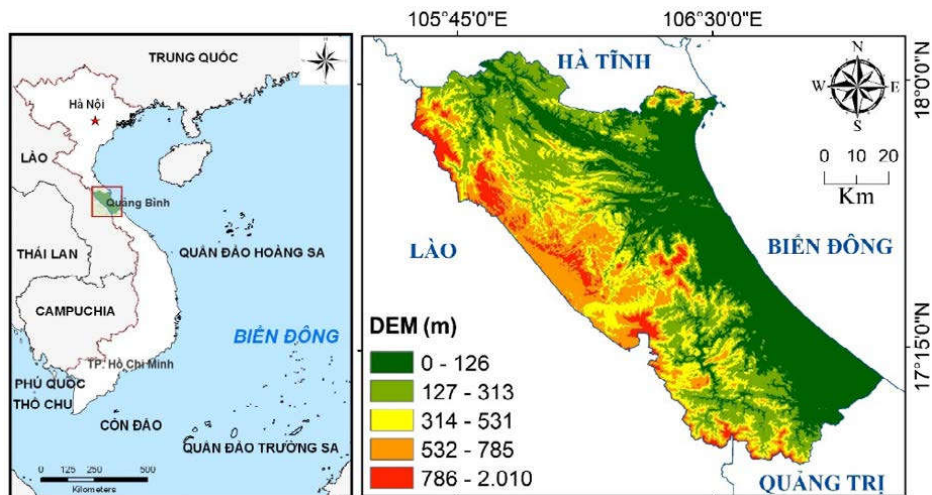 TRUNG QUỐC
Hà Nội
LÀO
Quảng Bình
THÁI LAN
QUẦN ĐẢO HOÀNG SA
CAMPUCHIA
BIỂN ĐÔNG
TP. Hồ Chí Minh
PHÚ QUỐC
THỔ CHU
CÔN ĐẢO
QUẦN ĐẢO TRƯỜNG SA
0 125 250 500
Kilometers
105°45'0"E
106°30'0"E
HÀ TĨNH
N
W E
S
18°0'0"N
0 10 20
Km
LÀO
BIỂN ĐÔNG
DEM (m)
0 - 126
127 - 313
314 - 531
532 - 785
786 - 2.010
17°15'0"N
QUẢNG TRỊ